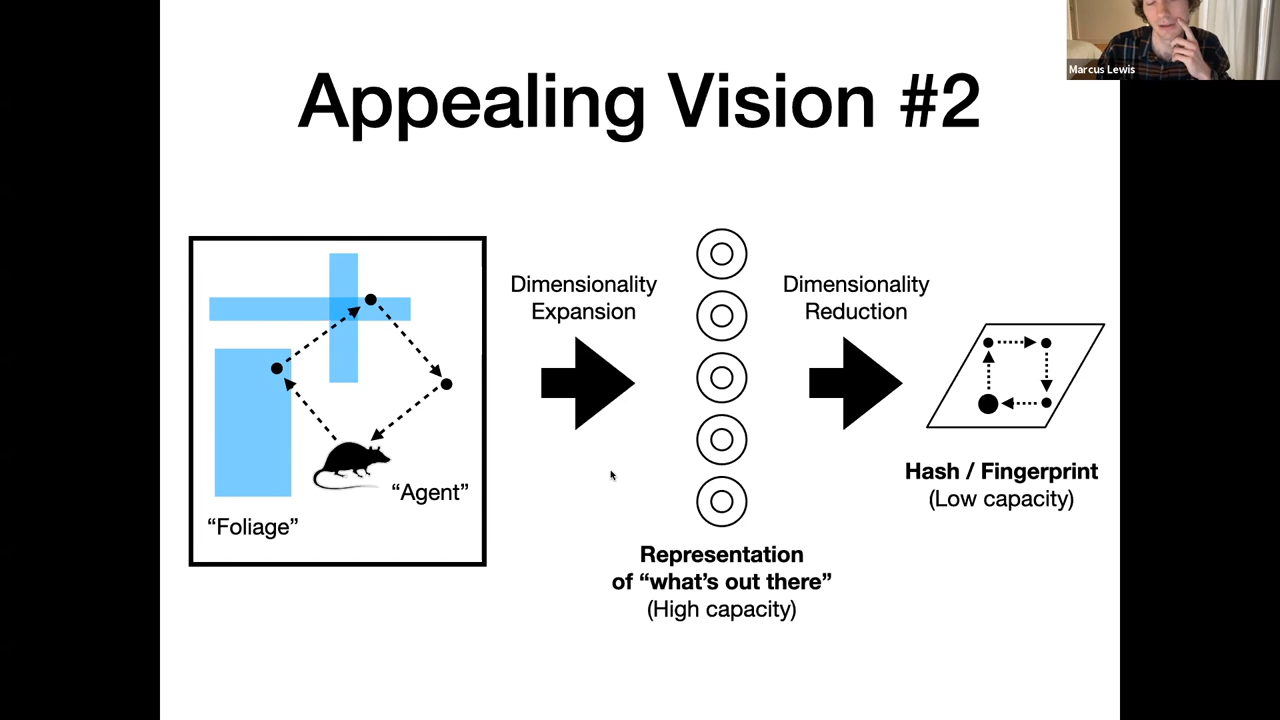 Marcus Lewis
Appealing Vision #2
Dimensionality
Expansion
Dimensionality
Reduction
“Agent”
“Foliage”
Representation
of “what’s out there”
(High capacity)
Hash / Fingerprint
(Low capacity)